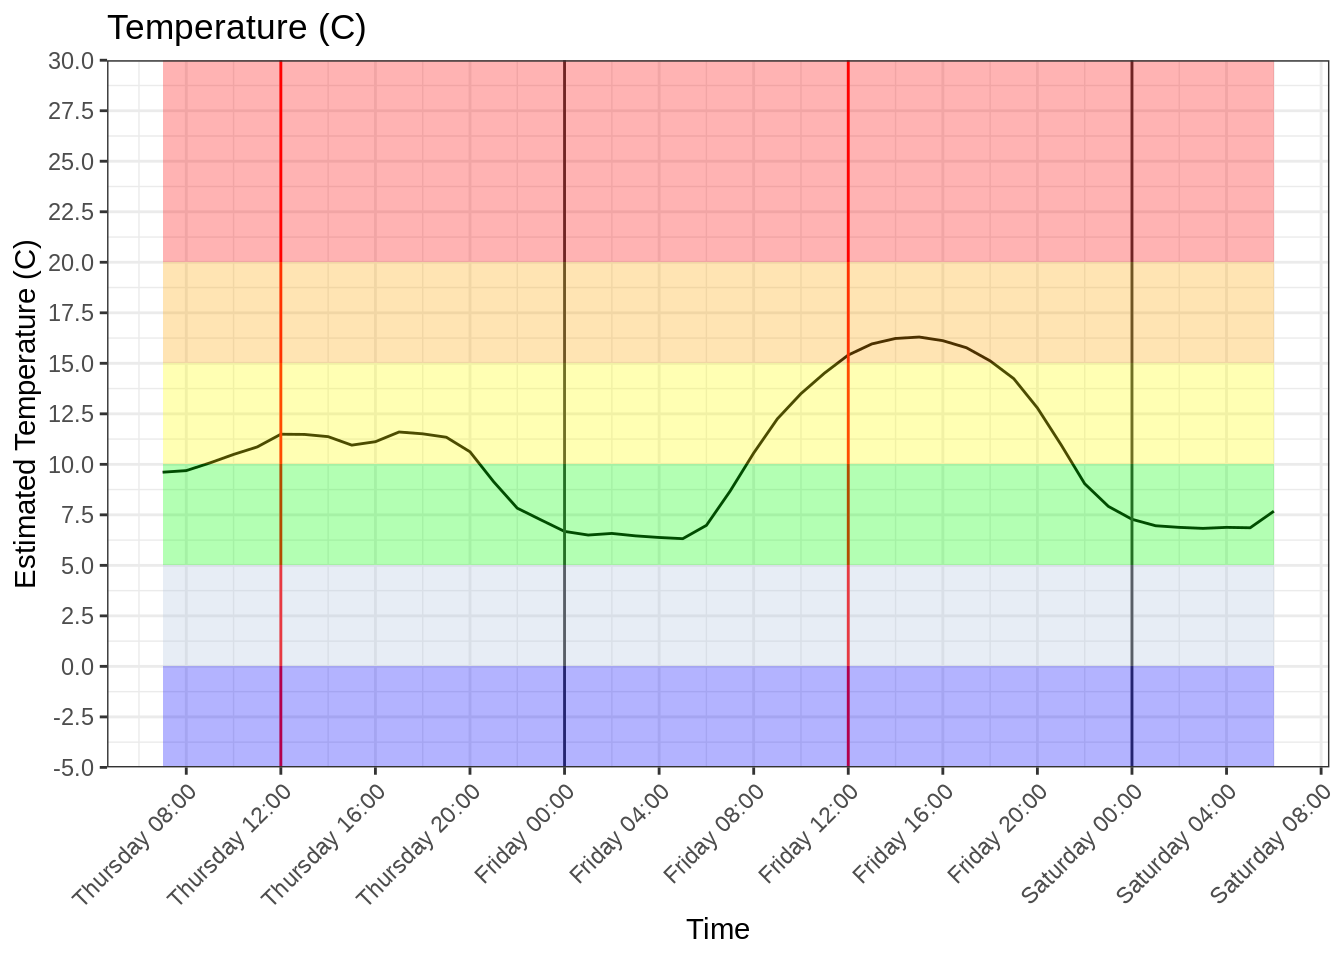 Temperature (C)
Estimated Temperature (C)
30.0
27.5
25.0
22.5
20.0
17.5
15.0
12.5
10.0
7.5
5.0
2.5
0.0
-2.5
-5.0
Thursday 08:00
Thursday 12:00
Thursday 16:00
Thursday 20:00
Friday 00:00
Friday 04:00
Friday 08:00
Friday 12:00
Friday 16:00
Friday 20:00
Saturday 00:00
Saturday 04:00
Saturday 08:00
Time